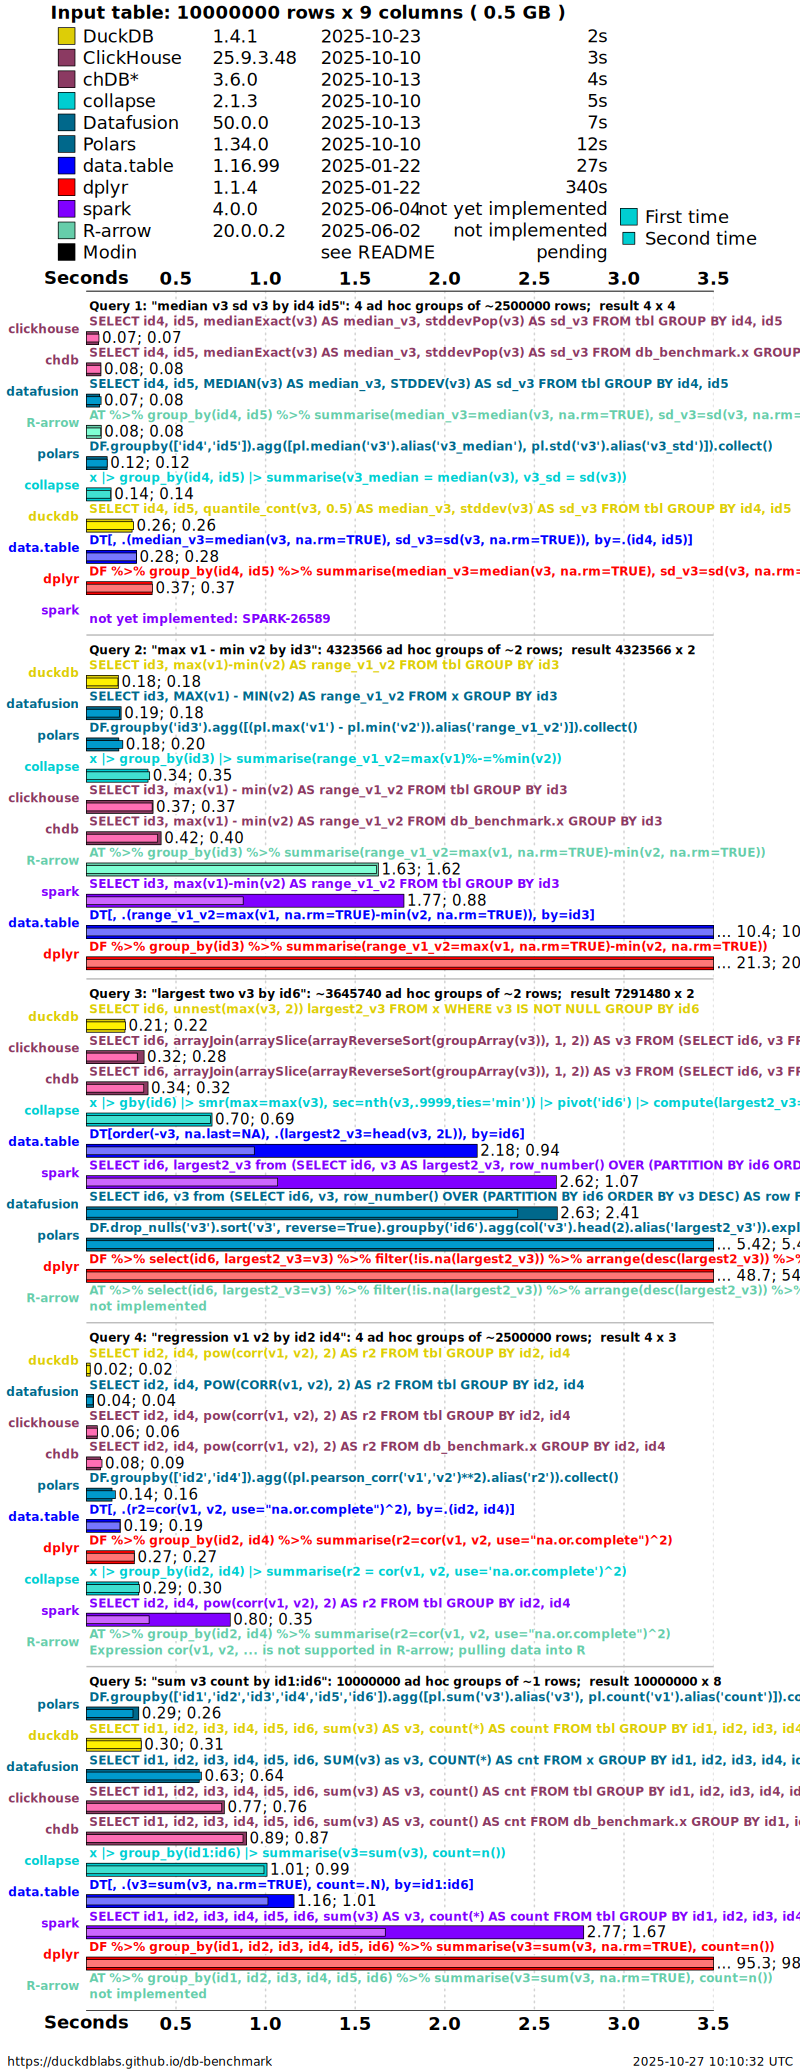 Input table: 10000000 rows x 9 columns ( 0.5 GB )
DuckDB 1.4.1 2025-10-23 2s
ClickHouse 25.9.3.48 2025-10-10 3s
chDB* 3.6.0 2025-10-13 4s
collapse 2.1.3 2025-10-10 5s
Datafusion 50.0.0 2025-10-13 7s
Polars 1.34.0 2025-10-10 12s
data.table 1.16.99 2025-01-22 27s
dplyr 1.1.4 2025-01-22 340s
spark 4.0.0 2025-06-04 not yet implemented
R-arrow 20.0.0.2 2025-06-02 not implemented
Modin see README pending
First time
Second time
Seconds 0.5 1.0 1.5 2.0 2.5 3.0 3.5
Query 1: "median v3 sd v3 by id4 id5": 4 ad hoc groups of ~2500000 rows; result 4 x 4
clickhouse SELECT id4, id5, medianExact(v3) AS median_v3, stddevPop(v3) AS sd_v3 FROM tbl GROUP BY id4, id5
0.07; 0.07
chdb SELECT id4, id5, medianExact(v3) AS median_v3, stddevPop(v3) AS sd_v3 FROM db_benchmark.x GROUP
0.08; 0.08
datafusion SELECT id4, id5, MEDIAN(v3) AS median_v3, STDDEV(v3) AS sd_v3 FROM tbl GROUP BY id4, id5
0.07; 0.08
R-arrow AT %>% group_by(id4, id5) %>% summarise(median_v3=median(v3, na.rm=TRUE), sd_v3=sd(v3, na.rm=
0.08; 0.08
polars DF.groupby(['id4','id5']).agg([pl.median('v3').alias('v3_median'), pl.std('v3').alias('v3_std')]).collect()
0.12; 0.12
collapse x |> group_by(id4, id5) |> summarise(v3_median = median(v3), v3_sd = sd(v3))
0.14; 0.14
duckdb SELECT id4, id5, quantile_cont(v3, 0.5) AS median_v3, stddev(v3) AS sd_v3 FROM tbl GROUP BY id4, id5
0.26; 0.26
data.table DT[, .(median_v3=median(v3, na.rm=TRUE), sd_v3=sd(v3, na.rm=TRUE)), by=.(id4, id5)]
0.28; 0.28
dplyr DF %>% group_by(id4, id5) %>% summarise(median_v3=median(v3, na.rm=TRUE), sd_v3=sd(v3, na.rm=
0.37; 0.37
spark not yet implemented: SPARK-26589
Query 2: "max v1 - min v2 by id3": 4323566 ad hoc groups of ~2 rows; result 4323566 x 2
duckdb SELECT id3, max(v1)-min(v2) AS range_v1_v2 FROM tbl GROUP BY id3
0.18; 0.18
datafusion SELECT id3, MAX(v1) - MIN(v2) AS range_v1_v2 FROM x GROUP BY id3
0.19; 0.18
polars DF.groupby('id3').agg([(pl.max('v1') - pl.min('v2')).alias('range_v1_v2')]).collect()
0.18; 0.20
collapse x |> group_by(id3) |> summarise(range_v1_v2=max(v1)%-=%min(v2))
0.34; 0.35
clickhouse SELECT id3, max(v1) - min(v2) AS range_v1_v2 FROM tbl GROUP BY id3
0.37; 0.37
chdb SELECT id3, max(v1) - min(v2) AS range_v1_v2 FROM db_benchmark.x GROUP BY id3
0.42; 0.40
R-arrow AT %>% group_by(id3) %>% summarise(range_v1_v2=max(v1, na.rm=TRUE)-min(v2, na.rm=TRUE))
1.63; 1.62
spark SELECT id3, max(v1)-min(v2) AS range_v1_v2 FROM tbl GROUP BY id3
1.77; 0.88
data.table DT[, .(range_v1_v2=max(v1, na.rm=TRUE)-min(v2, na.rm=TRUE)), by=id3]
... 10.4; 10
dplyr DF %>% group_by(id3) %>% summarise(range_v1_v2=max(v1, na.rm=TRUE)-min(v2, na.rm=TRUE))
... 21.3; 20
Query 3: "largest two v3 by id6": ~3645740 ad hoc groups of ~2 rows; result 7291480 x 2
duckdb SELECT id6, unnest(max(v3, 2)) largest2_v3 FROM x WHERE v3 IS NOT NULL GROUP BY id6
0.21; 0.22
clickhouse SELECT id6, arrayJoin(arraySlice(arrayReverseSort(groupArray(v3)), 1, 2)) AS v3 FROM (SELECT id6, v3 FR
0.32; 0.28
chdb SELECT id6, arrayJoin(arraySlice(arrayReverseSort(groupArray(v3)), 1, 2)) AS v3 FROM (SELECT id6, v3 FR
0.34; 0.32
collapse x |> gby(id6) |> smr(max=max(v3), sec=nth(v3,.9999,ties='min')) |> pivot('id6') |> compute(largest2_v3=
0.70; 0.69
data.table DT[order(-v3, na.last=NA), .(largest2_v3=head(v3, 2L)), by=id6]
2.18; 0.94
spark SELECT id6, largest2_v3 from (SELECT id6, v3 AS largest2_v3, row_number() OVER (PARTITION BY id6 ORD
2.62; 1.07
datafusion SELECT id6, v3 from (SELECT id6, v3, row_number() OVER (PARTITION BY id6 ORDER BY v3 DESC) AS row F
2.63; 2.41
polars DF.drop_nulls('v3').sort('v3', reverse=True).groupby('id6').agg(col('v3').head(2).alias('largest2_v3')).expl
... 5.42; 5.4
dplyr DF %>% select(id6, largest2_v3=v3) %>% filter(!is.na(largest2_v3)) %>% arrange(desc(largest2_v3)) %>%
... 48.7; 54
R-arrow AT %>% select(id6, largest2_v3=v3) %>% filter(!is.na(largest2_v3)) %>% arrange(desc(largest2_v3)) %>%
not implemented
Query 4: "regression v1 v2 by id2 id4": 4 ad hoc groups of ~2500000 rows; result 4 x 3
duckdb SELECT id2, id4, pow(corr(v1, v2), 2) AS r2 FROM tbl GROUP BY id2, id4
0.02; 0.02
datafusion SELECT id2, id4, POW(CORR(v1, v2), 2) AS r2 FROM tbl GROUP BY id2, id4
0.04; 0.04
clickhouse SELECT id2, id4, pow(corr(v1, v2), 2) AS r2 FROM tbl GROUP BY id2, id4
0.06; 0.06
chdb SELECT id2, id4, pow(corr(v1, v2), 2) AS r2 FROM db_benchmark.x GROUP BY id2, id4
0.08; 0.09
polars DF.groupby(['id2','id4']).agg((pl.pearson_corr('v1','v2')**2).alias('r2')).collect()
0.14; 0.16
data.table DT[, .(r2=cor(v1, v2, use="na.or.complete")^2), by=.(id2, id4)]
0.19; 0.19
dplyr DF %>% group_by(id2, id4) %>% summarise(r2=cor(v1, v2, use="na.or.complete")^2)
0.27; 0.27
collapse x |> group_by(id2, id4) |> summarise(r2 = cor(v1, v2, use='na.or.complete')^2)
0.29; 0.30
spark SELECT id2, id4, pow(corr(v1, v2), 2) AS r2 FROM tbl GROUP BY id2, id4
0.80; 0.35
R-arrow AT %>% group_by(id2, id4) %>% summarise(r2=cor(v1, v2, use="na.or.complete")^2)
Expression cor(v1, v2, ... is not supported in R-arrow; pulling data into R
Query 5: "sum v3 count by id1:id6": 10000000 ad hoc groups of ~1 rows; result 10000000 x 8
polars DF.groupby(['id1','id2','id3','id4','id5','id6']).agg([pl.sum('v3').alias('v3'), pl.count('v1').alias('count')]).co
0.29; 0.26
duckdb SELECT id1, id2, id3, id4, id5, id6, sum(v3) AS v3, count(*) AS count FROM tbl GROUP BY id1, id2, id3, id4
0.30; 0.31
datafusion SELECT id1, id2, id3, id4, id5, id6, SUM(v3) as v3, COUNT(*) AS cnt FROM x GROUP BY id1, id2, id3, id4, id
0.63; 0.64
clickhouse SELECT id1, id2, id3, id4, id5, id6, sum(v3) AS v3, count() AS cnt FROM tbl GROUP BY id1, id2, id3, id4, id
0.77; 0.76
chdb SELECT id1, id2, id3, id4, id5, id6, sum(v3) AS v3, count() AS cnt FROM db_benchmark.x GROUP BY id1, id
0.89; 0.87
collapse x |> group_by(id1:id6) |> summarise(v3=sum(v3), count=n())
1.01; 0.99
data.table DT[, .(v3=sum(v3, na.rm=TRUE), count=.N), by=id1:id6]
1.16; 1.01
spark SELECT id1, id2, id3, id4, id5, id6, sum(v3) AS v3, count(*) AS count FROM tbl GROUP BY id1, id2, id3, id4
2.77; 1.67
dplyr DF %>% group_by(id1, id2, id3, id4, id5, id6) %>% summarise(v3=sum(v3, na.rm=TRUE), count=n())
... 95.3; 98
R-arrow AT %>% group_by(id1, id2, id3, id4, id5, id6) %>% summarise(v3=sum(v3, na.rm=TRUE), count=n())
not implemented
Seconds 0.5 1.0 1.5 2.0 2.5 3.0 3.5
https://duckdblabs.github.io/db-benchmark 2025-10-27 10:10:32 UTC